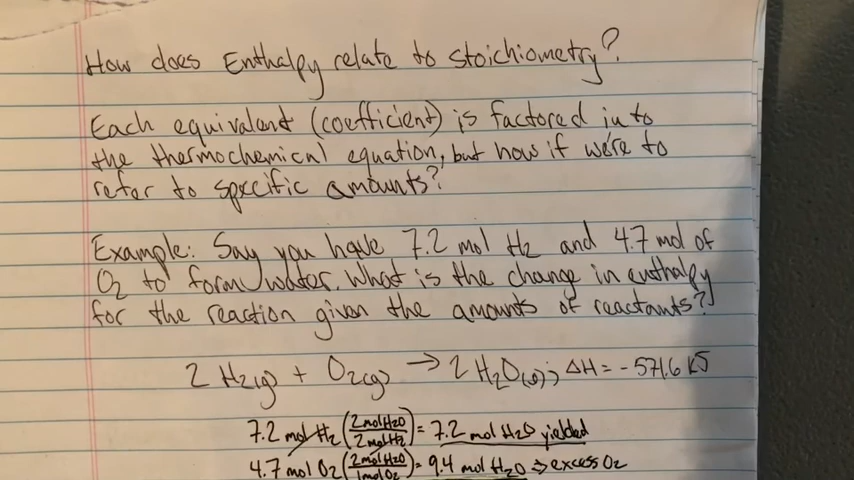 How does Enthalpy relate to stoichiometry?
Each equivalent (coefficient) is factored in to
the thermochemical equation, but how if we're to
refer to specific amounts?
Example: Say you have 7.2 mol H₂ and 4.7 mol of
O₂ to form water. What is the change in enthalpy
for the reaction given the amounts of reactants?
2 H₂(g) + O₂(g) → 2 H₂O(g); ΔH = -571.6 kJ
7.2 mol H₂ (2 mol H₂O / 2 mol H₂) = 7.2 mol H₂O yielded
4.7 mol O₂ (2 mol H₂O / 1 mol O₂) = 9.4 mol H₂O ⇒ excess O₂